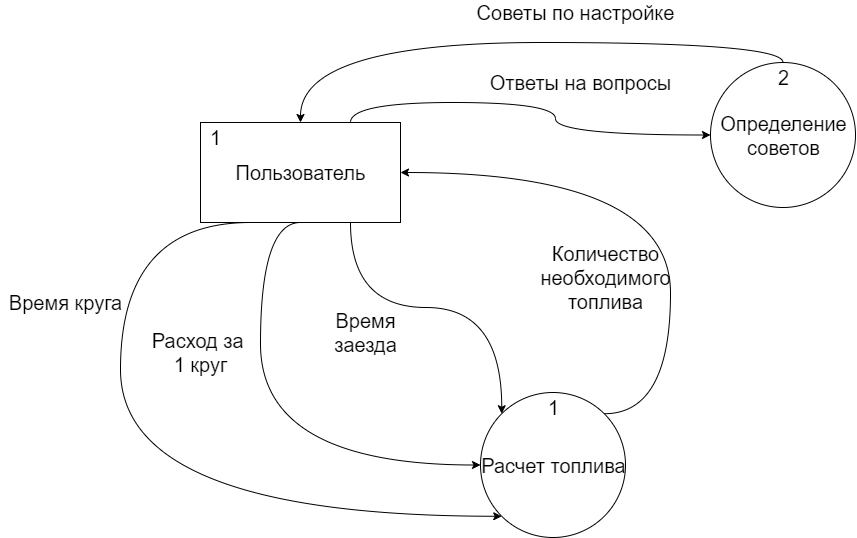 Советы по настройке
Ответы на вопросы
2
Определение
советов
1
Пользователь
Количество
необходимого
топлива
Время круга
Расход за
1 круг
Время
заезда
1
Расчет топлива